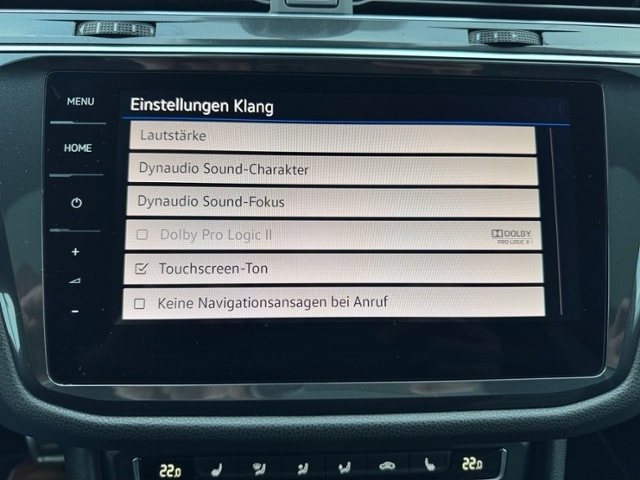 MENU
Einstellungen Klang
Lautstärke
HOME
Dynaudio Sound-Charakter
Dynaudio Sound-Fokus
Dolby Pro Logic II
DOLBY
PRO LOGIC II
+
Touchscreen-Ton
Keine Navigationsansagen bei Anruf
-
22.0
22.0